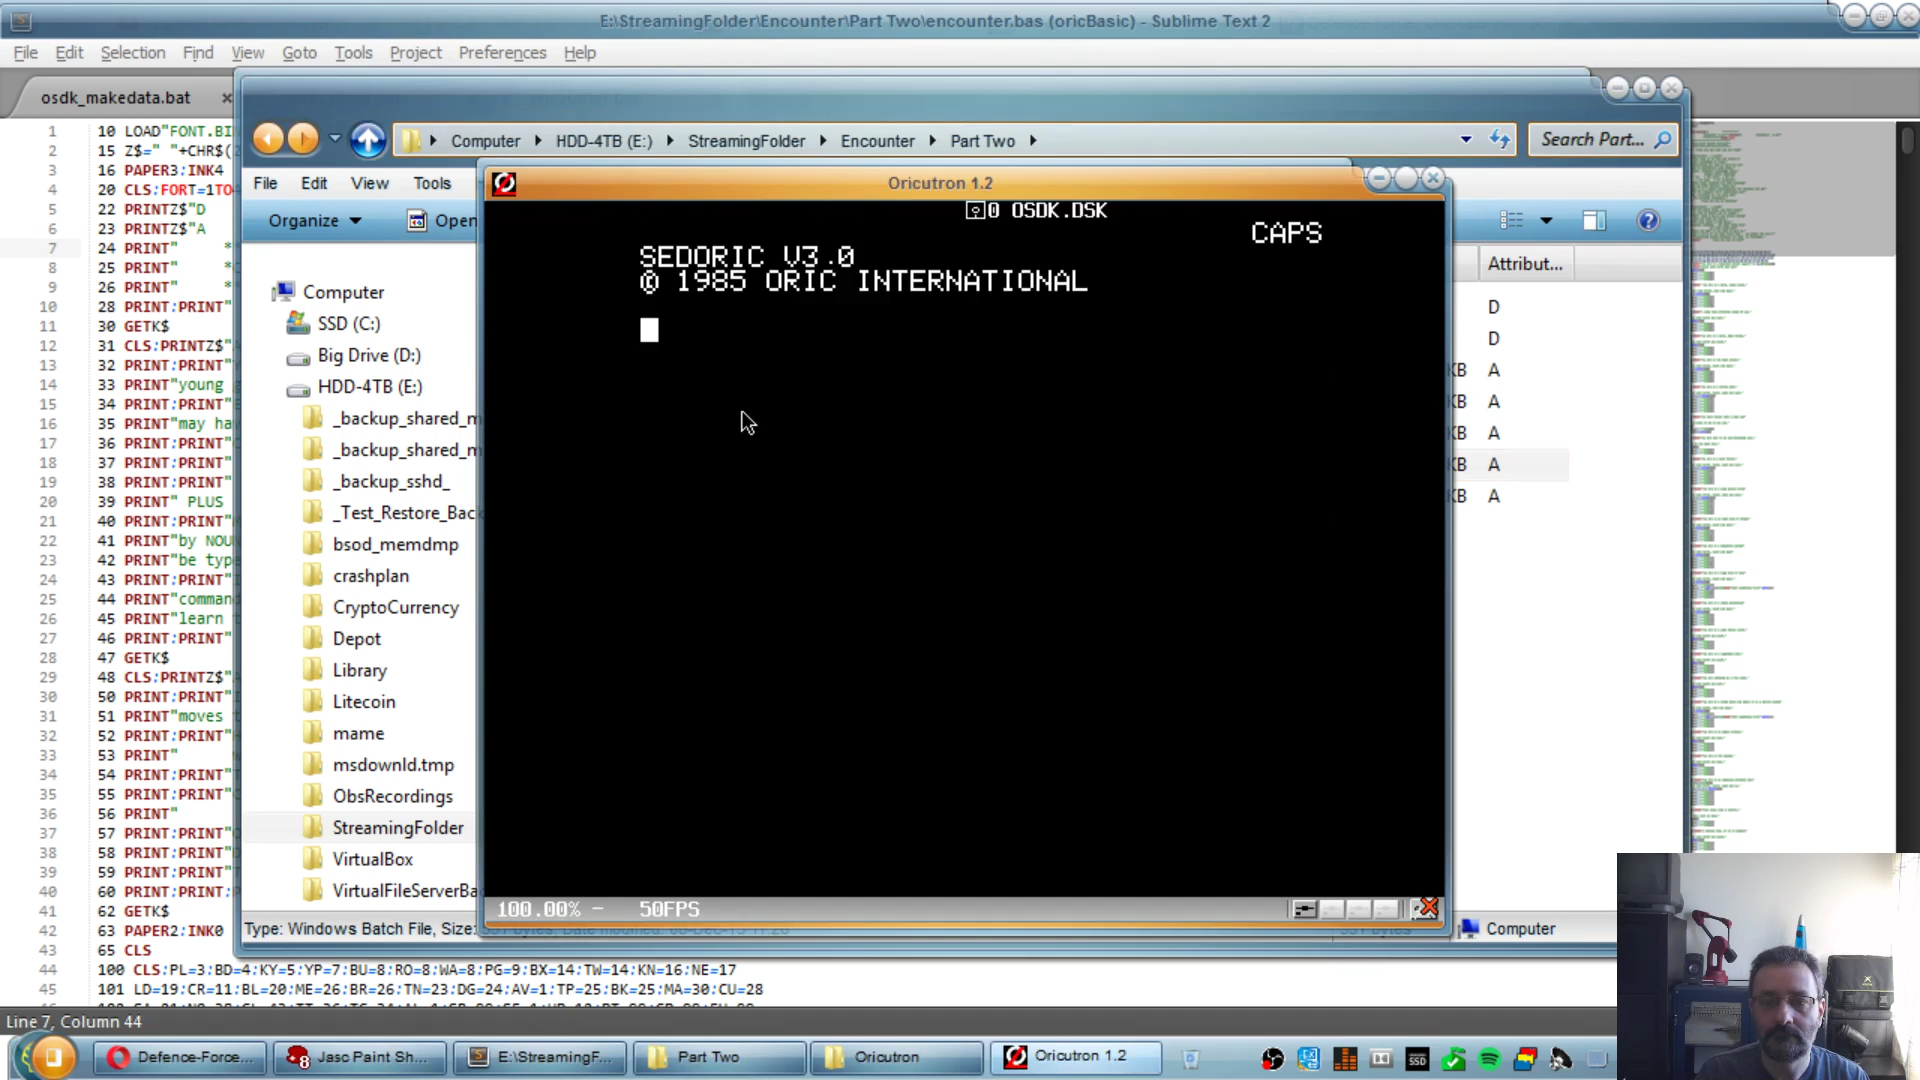 E:\StreamingFolder\Encounter\Part Two\encounter.bas (oricBasic) - Sublime Text 2
File Edit Selection Find View Goto Tools Project Preferences Help
osdk_makedata.bat
Computer HDD-4TB (E:) StreamingFolder Encounter Part Two
Search Part...
File Edit View Tools
Organize Open
Attribut...
D
D
KB A
KB A
KB A
KB A
KB A
Computer
SSD (C:)
Big Drive (D:)
HDD-4TB (E:)
_backup_shared_m
_backup_shared_m
_backup_sshd_
_Test_Restore_Back
bsod_memdmp
crashplan
CryptoCurrency
Depot
Library
Litecoin
mame
msdownld.tmp
ObsRecordings
StreamingFolder
VirtualBox
VirtualFileServerBa
Type: Windows Batch File, Size:
Computer
Oricutron 1.2
0 OSDK.DSK
CAPS
SEDORIC V3.0
© 1985 ORIC INTERNATIONAL
100.00% - 50FPS
1 10 LOAD"FONT.BI
2 15 Z$=" "+CHR$(
3 16 PAPER3:INK4
4 20 CLS:FORT=1TO
5 22 PRINTZ$"D
6 23 PRINTZ$"A
7 24 PRINT" *
8 25 PRINT" *
9 26 PRINT" *
10 28 PRINT:PRINT"
11 30 GETK$
12 31 CLS:PRINTZ$"
13 32 PRINT:PRINT"
14 33 PRINT"young
15 34 PRINT:PRINT"
16 35 PRINT"may ha
17 36 PRINT:PRINT"
18 37 PRINT:PRINT"
19 38 PRINT:PRINT"
20 39 PRINT" PLUS
21 40 PRINT:PRINT"
22 41 PRINT"by NOU
23 42 PRINT"be typ
24 43 PRINT:PRINT"
25 44 PRINT"comman
26 45 PRINT"learn
27 46 PRINT:PRINT"
28 47 GETK$
29 48 CLS:PRINTZ$"
30 50 PRINT:PRINT"
31 51 PRINT"moves
32 52 PRINT:PRINT"
33 53 PRINT"
34 54 PRINT:PRINT"
35 55 PRINT:PRINT"
36 56 PRINT"
37 57 PRINT:PRINT"
38 58 PRINT:PRINT"
39 59 PRINT:PRINT"
40 60 PRINT:PRINT:
41 62 GETK$
42 63 PAPER2:INK0
43 65 CLS
44 100 CLS:PL=3:BD=4:KY=5:YP=7:BU=8:RO=8:WA=8:PG=9:BX=14:TW=14:KN=16:NE=17
45 101 LD=19:CR=11:BL=20:ME=26:BR=26:TN=23:DG=24:AV=1:TP=25:BK=25:MA=30:CU=28
Line 7, Column 44
Defence-Force...
Jasc Paint Sh...
E:\StreamingF...
Part Two
Oricutron
Oricutron 1.2
SSD